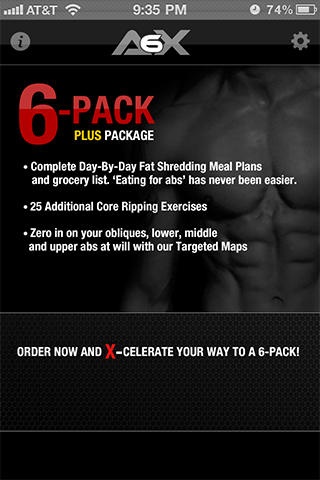 AT&T 9:35 PM 74%
A6X
6-PACK
PLUS PACKAGE
• Complete Day-By-Day Fat Shredding Meal Plans
and grocery list. ‘Eating for abs’ has never been easier.
• 25 Additional Core Ripping Exercises
• Zero in on your obliques, lower, middle
and upper abs at will with our Targeted Maps
ORDER NOW AND X-CELERATE YOUR WAY TO A 6-PACK!